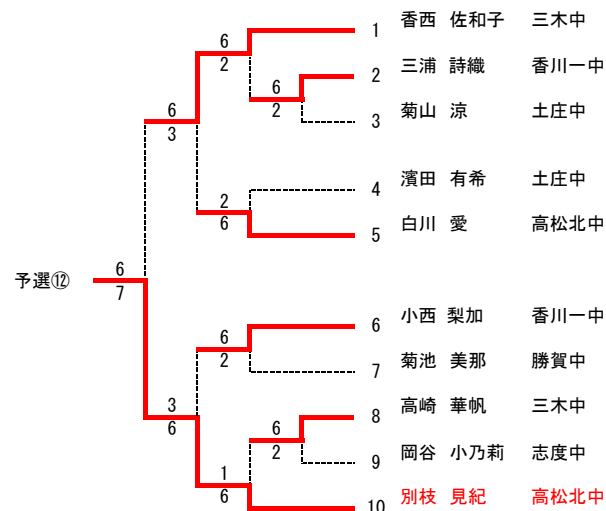 6
2
1 香西 佐和子 三木中
2 三浦 詩織 香川一中
6
2
3 菊山 涼 土庄中
6
3
4 濱田 有希 土庄中
2
6
5 白川 愛 高松北中
予選⑫
6
7
6 小西 梨加 香川一中
6
2
7 菊池 美那 勝賀中
3
6
8 高崎 華帆 三木中
6
2
9 岡谷 小乃莉 志度中
1
6
10 別枝 見紀 高松北中